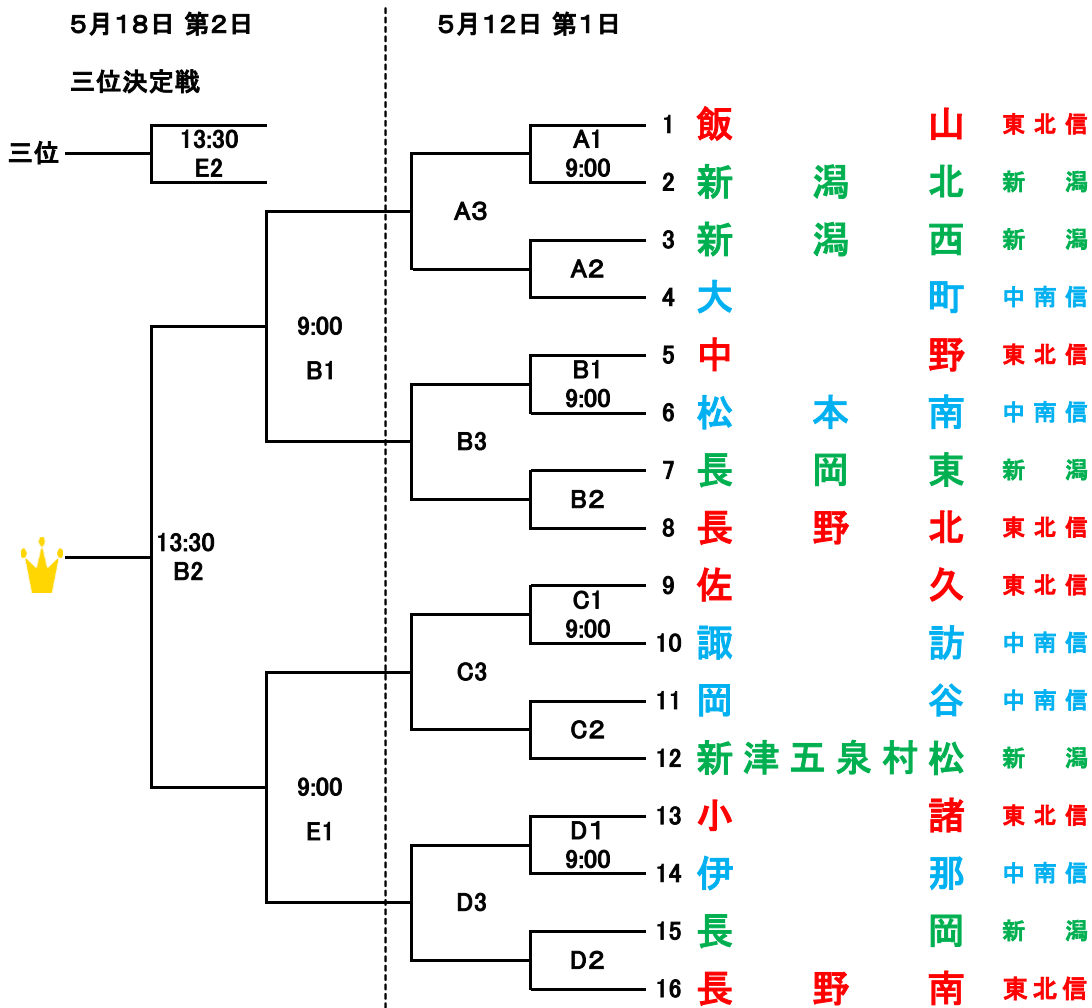 5月18日 第2日
5月12日 第1日
三位決定戦
三位
13:30
E2
A1
9:00
A3
A2
9:00
B1
B1
9:00
B3
B2
13:30
B2
C1
9:00
C3
C2
9:00
E1
D1
9:00
D3
D2
1 飯山 東北信
2 新潟北 新潟
3 新潟西 新潟
4 大町 中南信
5 中野 東北信
6 松本南 中南信
7 長岡東 新潟
8 長野北 東北信
9 佐久 東北信
10 諏訪 中南信
11 岡谷 中南信
12 新津五泉村松 新潟
13 小諸 東北信
14 伊那 中南信
15 長岡 新潟
16 長野南 東北信